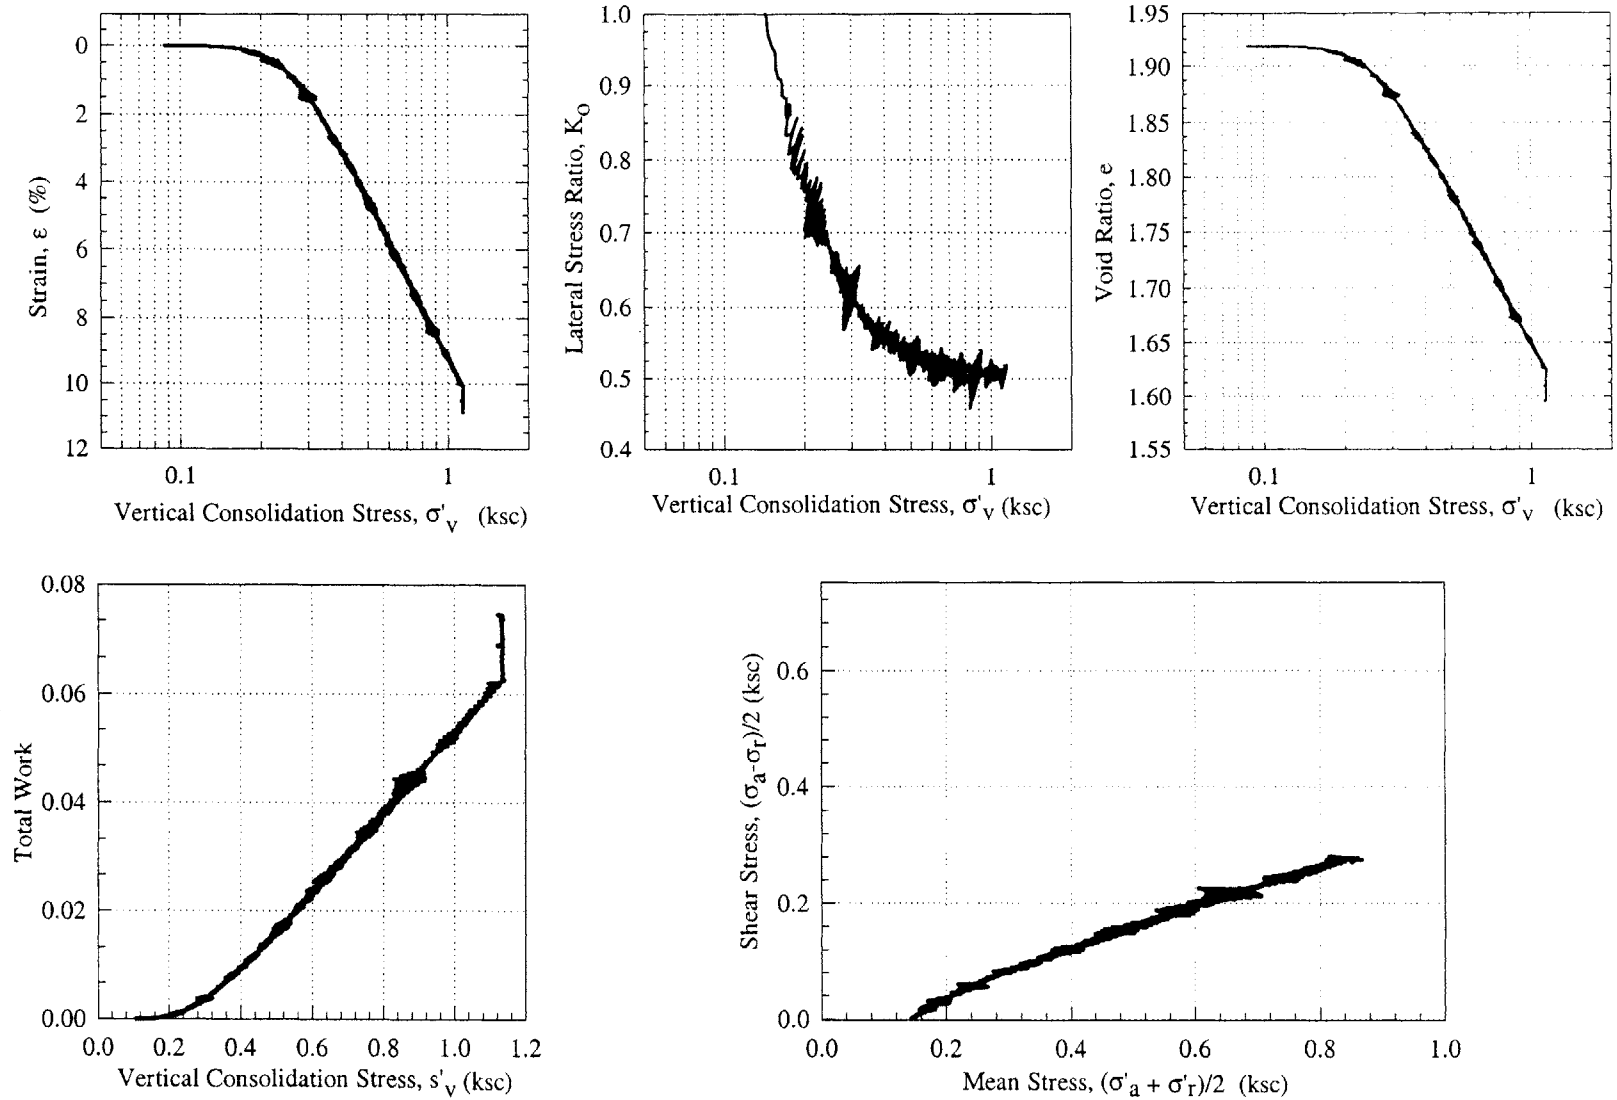 0
2
4
6
8
10
12
Strain, ε (%)
0.1 1
Vertical Consolidation Stress, σ'v (ksc)
1.0
0.9
0.8
0.7
0.6
0.5
0.4
Lateral Stress Ratio, Ko
0.1 1
Vertical Consolidation Stress, σ'v (ksc)
1.95
1.90
1.85
1.80
1.75
1.70
1.65
1.60
1.55
Void Ratio, e
0.1 1
Vertical Consolidation Stress, σ'v (ksc)
0.08
0.06
0.04
0.02
0.00
Total Work
0.0 0.2 0.4 0.6 0.8 1.0 1.2
Vertical Consolidation Stress, s'v (ksc)
0.6
0.4
0.2
0.0
Shear Stress, (σa-σr)/2 (ksc)
0.0 0.2 0.4 0.6 0.8 1.0
Mean Stress, (σ'a + σ'r)/2 (ksc)